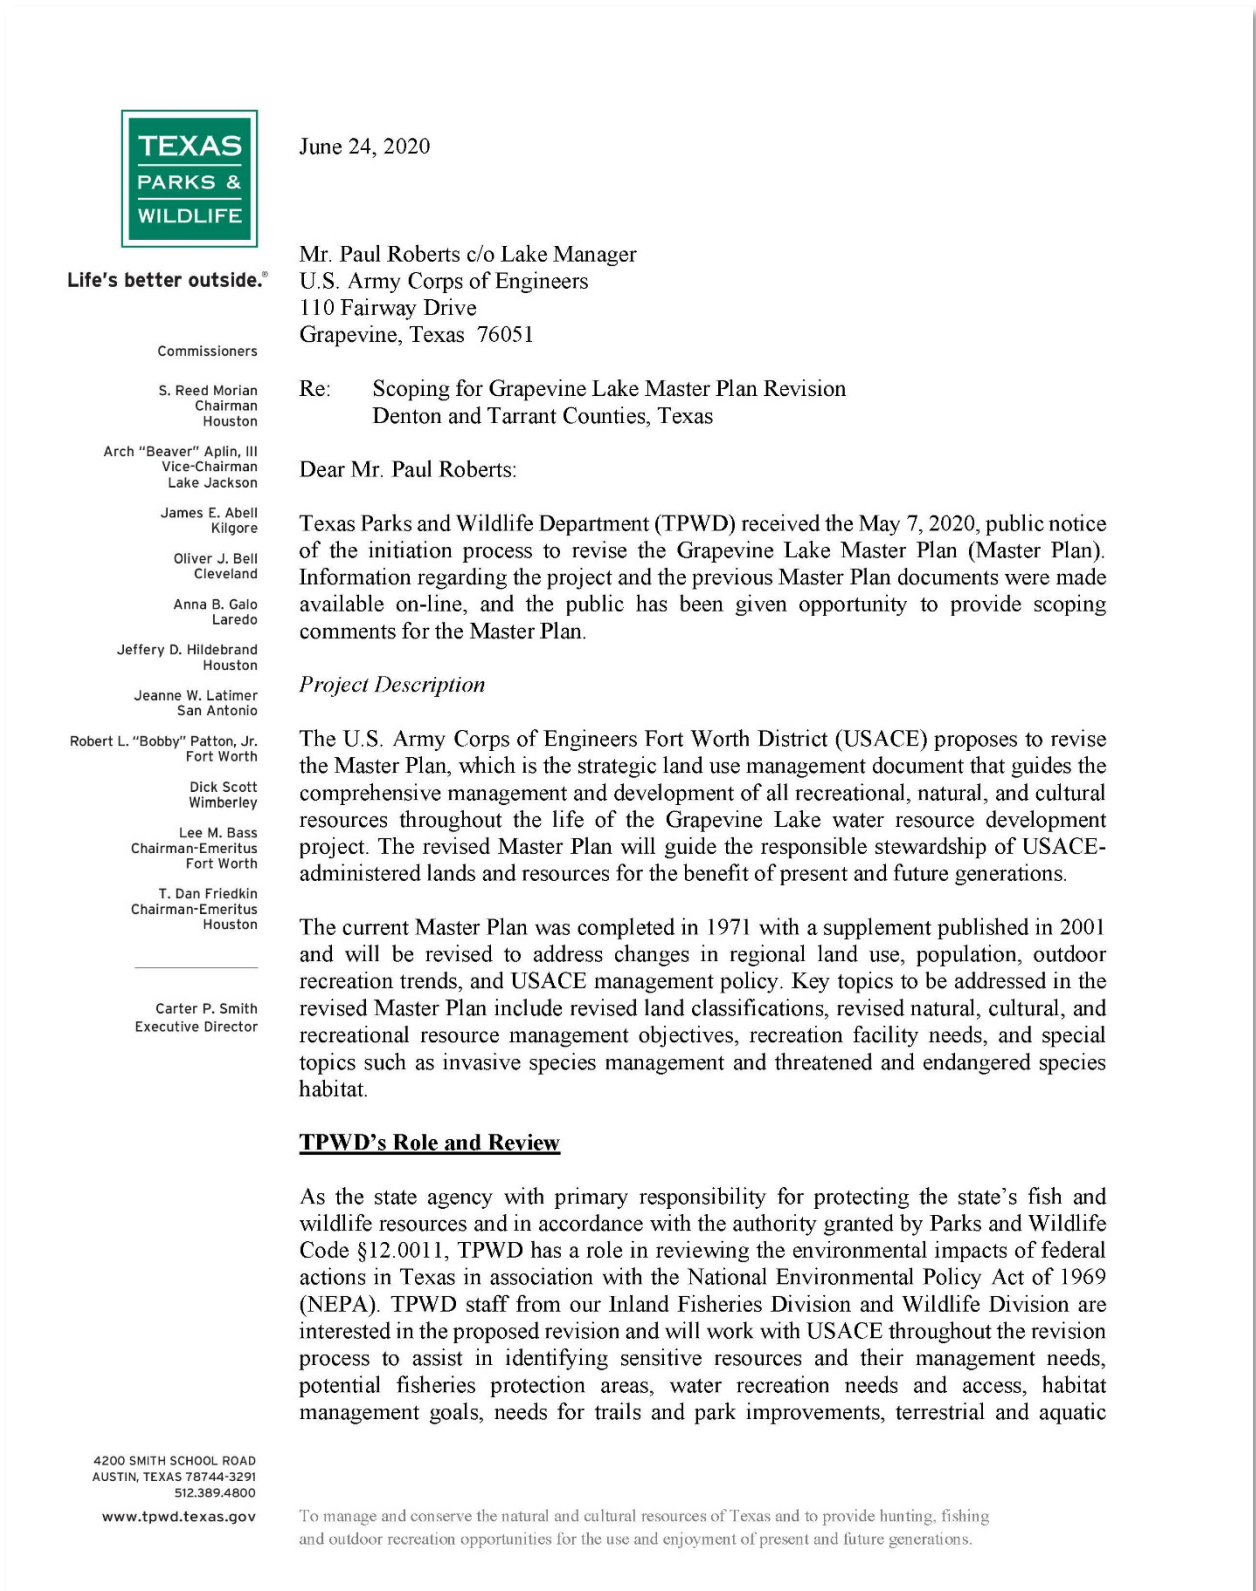 TEXAS
PARKS &
WILDLIFE
Life's better outside.®
Commissioners
S. Reed Morian
Chairman
Houston
Arch "Beaver" Aplin, III
Vice-Chairman
Lake Jackson
James E. Abell
Kilgore
Oliver J. Bell
Cleveland
Anna B. Galo
Laredo
Jeffery D. Hildebrand
Houston
Jeanne W. Latimer
San Antonio
Robert L. "Bobby" Patton, Jr.
Fort Worth
Dick Scott
Wimberley
Lee M. Bass
Chairman-Emeritus
Fort Worth
T. Dan Friedkin
Chairman-Emeritus
Houston
Carter P. Smith
Executive Director
June 24, 2020
Mr. Paul Roberts c/o Lake Manager
U.S. Army Corps of Engineers
110 Fairway Drive
Grapevine, Texas 76051
Re: Scoping for Grapevine Lake Master Plan Revision
Denton and Tarrant Counties, Texas
Dear Mr. Paul Roberts:
Texas Parks and Wildlife Department (TPWD) received the May 7, 2020, public notice
of the initiation process to revise the Grapevine Lake Master Plan (Master Plan).
Information regarding the project and the previous Master Plan documents were made
available on-line, and the public has been given opportunity to provide scoping
comments for the Master Plan.
Project Description
The U.S. Army Corps of Engineers Fort Worth District (USACE) proposes to revise
the Master Plan, which is the strategic land use management document that guides the
comprehensive management and development of all recreational, natural, and cultural
resources throughout the life of the Grapevine Lake water resource development
project. The revised Master Plan will guide the responsible stewardship of USACE-
administered lands and resources for the benefit of present and future generations.
The current Master Plan was completed in 1971 with a supplement published in 2001
and will be revised to address changes in regional land use, population, outdoor
recreation trends, and USACE management policy. Key topics to be addressed in the
revised Master Plan include revised land classifications, revised natural, cultural, and
recreational resource management objectives, recreation facility needs, and special
topics such as invasive species management and threatened and endangered species
habitat.
TPWD's Role and Review
As the state agency with primary responsibility for protecting the state's fish and
wildlife resources and in accordance with the authority granted by Parks and Wildlife
Code §12.0011, TPWD has a role in reviewing the environmental impacts of federal
actions in Texas in association with the National Environmental Policy Act of 1969
(NEPA). TPWD staff from our Inland Fisheries Division and Wildlife Division are
interested in the proposed revision and will work with USACE throughout the revision
process to assist in identifying sensitive resources and their management needs,
potential fisheries protection areas, water recreation needs and access, habitat
management goals, needs for trails and park improvements, terrestrial and aquatic
4200 SMITH SCHOOL ROAD
AUSTIN, TEXAS 78744-3291
512.389.4800
www.tpwd.texas.gov
To manage and conserve the natural and cultural resources of Texas and to provide hunting, fishing
and outdoor recreation opportunities for the use and enjoyment of present and future generations.